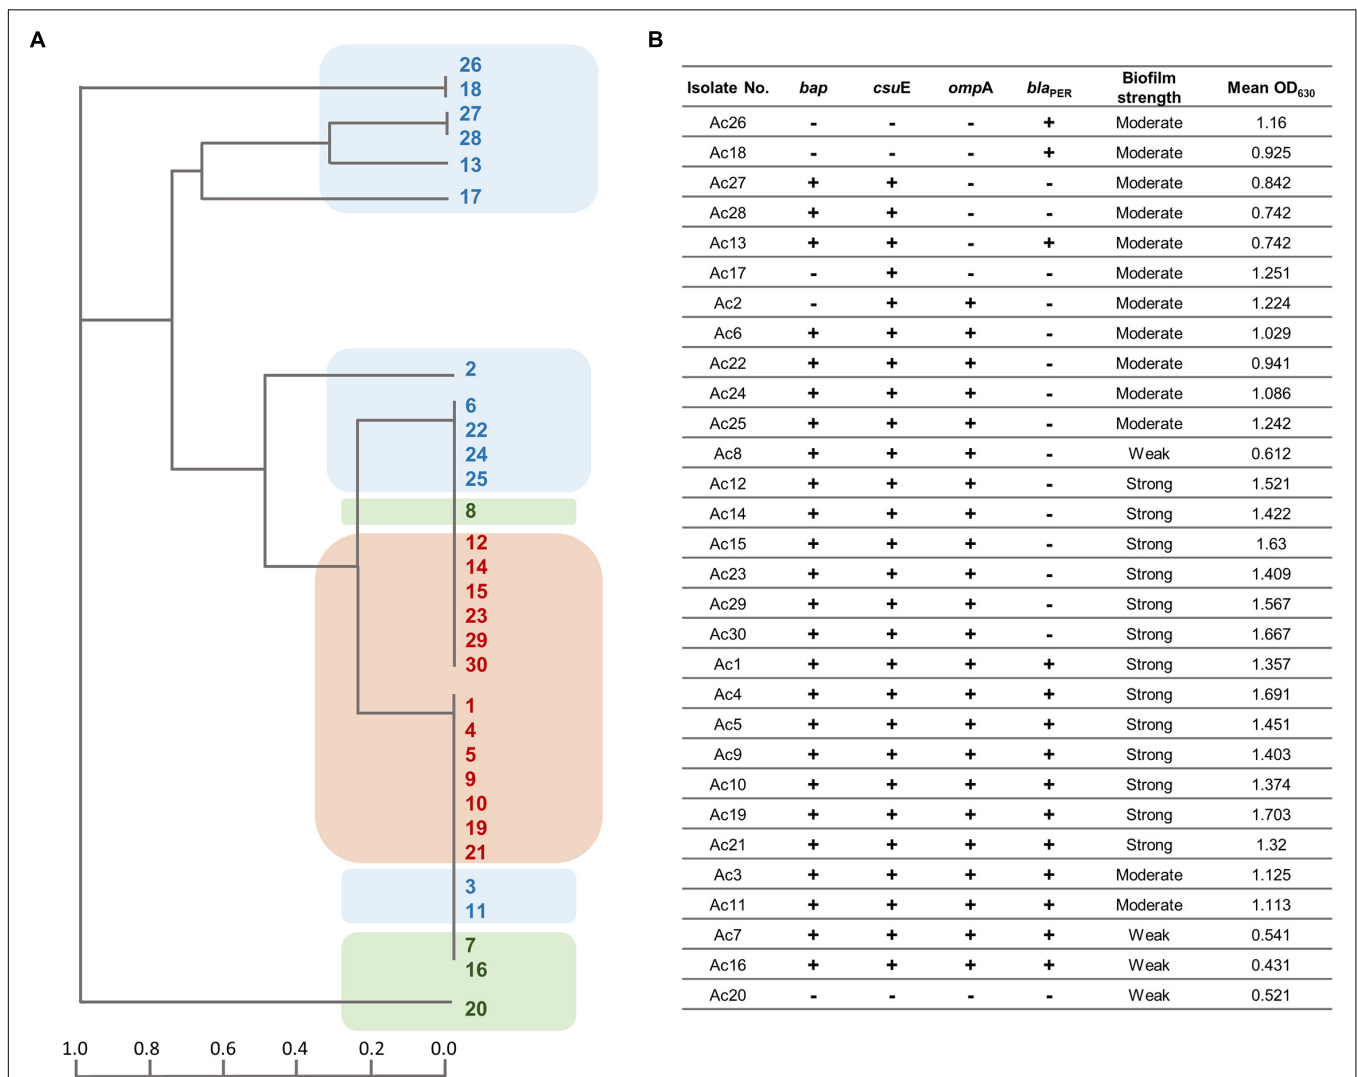 A
26
18
27
28
13
17
2
6
22
24
25
8
12
14
15
23
29
30
1
4
5
9
10
19
21
3
11
7
16
20
1.0 0.8 0.6 0.4 0.2 0.0
B
Isolate No. bap csuE ompA blaPER Biofilm strength Mean OD630
Ac26 - - - + Moderate 1.16
Ac18 - - - + Moderate 0.925
Ac27 + + - - Moderate 0.842
Ac28 + + - - Moderate 0.742
Ac13 + + - + Moderate 0.742
Ac17 - + - - Moderate 1.251
Ac2 - + + - Moderate 1.224
Ac6 + + + - Moderate 1.029
Ac22 + + + - Moderate 0.941
Ac24 + + + - Moderate 1.086
Ac25 + + + - Moderate 1.242
Ac8 + + + - Weak 0.612
Ac12 + + + - Strong 1.521
Ac14 + + + - Strong 1.422
Ac15 + + + - Strong 1.63
Ac23 + + + - Strong 1.409
Ac29 + + + - Strong 1.567
Ac30 + + + - Strong 1.667
Ac1 + + + + Strong 1.357
Ac4 + + + + Strong 1.691
Ac5 + + + + Strong 1.451
Ac9 + + + + Strong 1.403
Ac10 + + + + Strong 1.374
Ac19 + + + + Strong 1.703
Ac21 + + + + Strong 1.32
Ac3 + + + + Moderate 1.125
Ac11 + + + + Moderate 1.113
Ac7 + + + + Weak 0.541
Ac16 + + + + Weak 0.431
Ac20 - - - - Weak 0.521